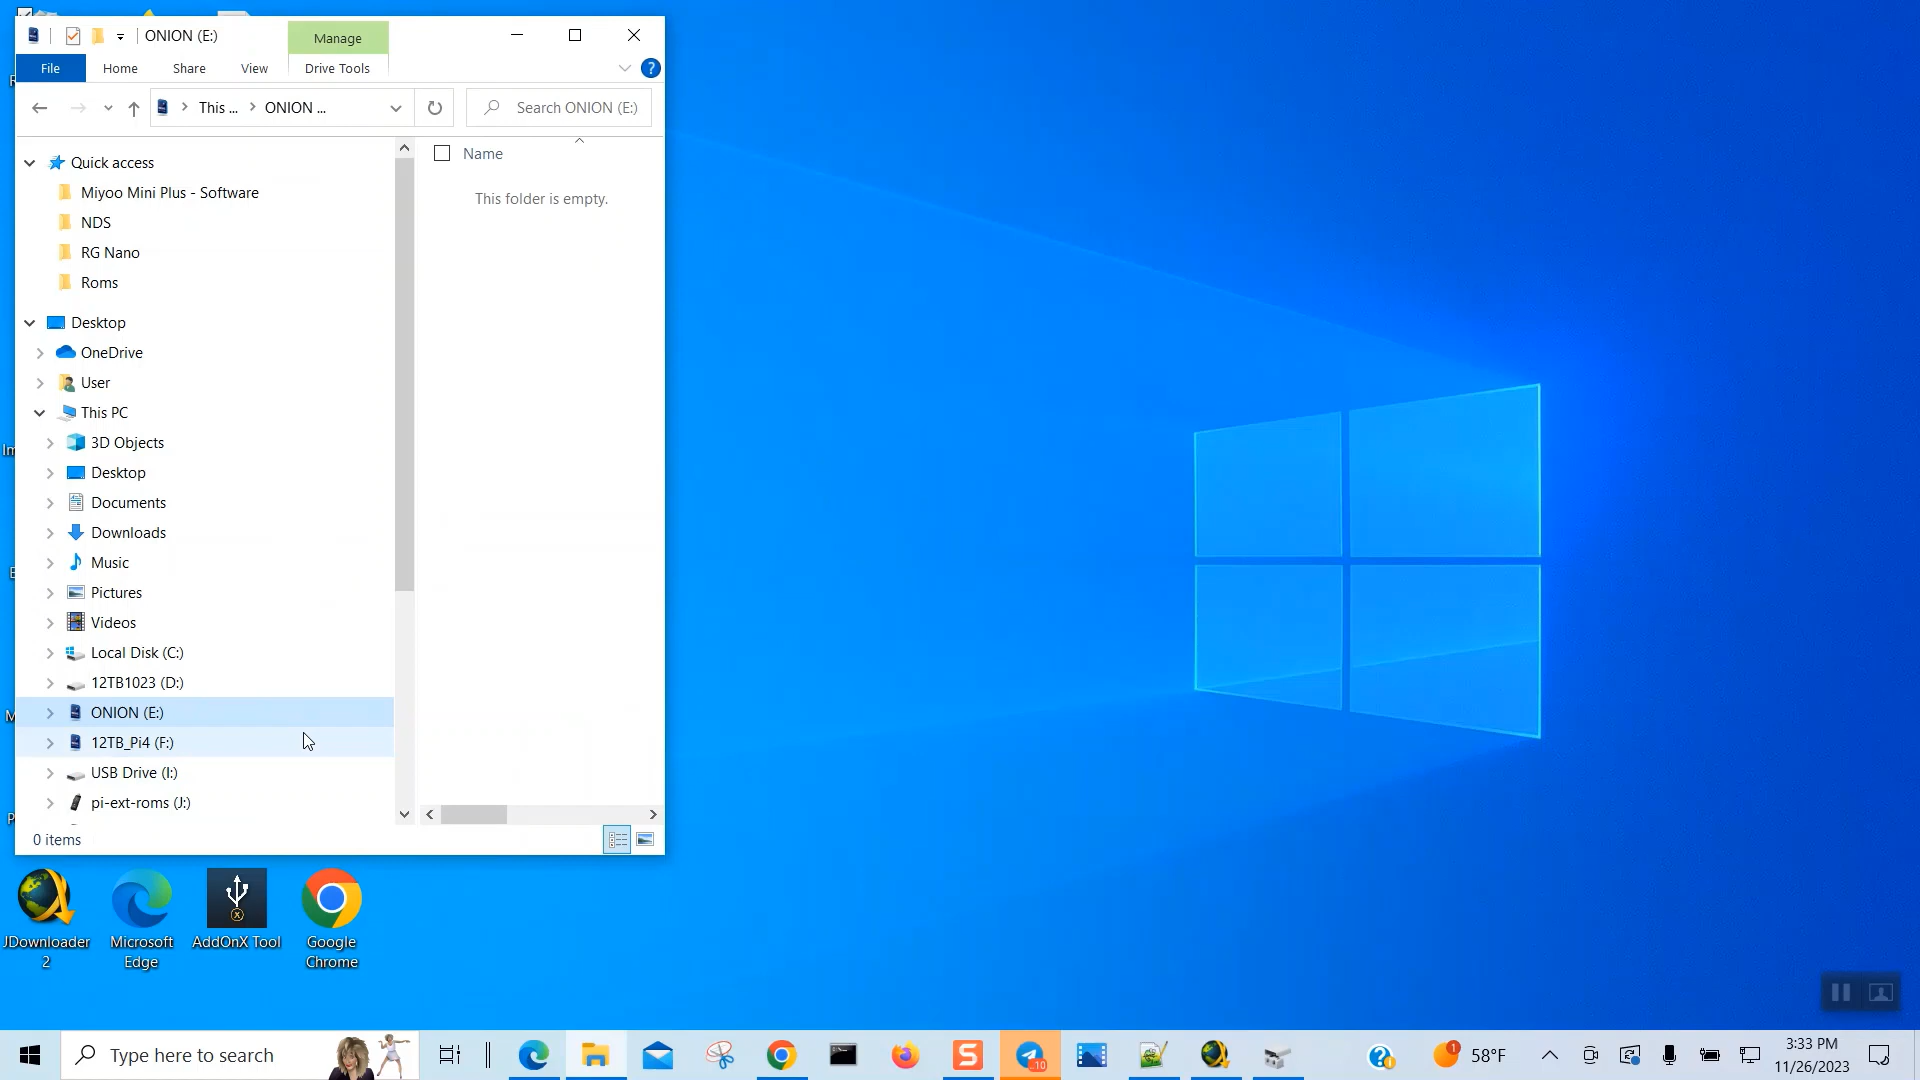 ONION (E:)
Manage
File
Home
Share
View
Drive Tools
?
This ...
ONION ...
Search ONION (E:)
Quick access
Miyoo Mini Plus - Software
NDS
RG Nano
Roms
Desktop
OneDrive
User
This PC
3D Objects
Desktop
Documents
Downloads
Music
Pictures
Videos
Local Disk (C:)
12TB1023 (D:)
ONION (E:)
12TB_Pi4 (F:)
USB Drive (I:)
pi-ext-roms (J:)
Name
This folder is empty.
0 items
JDownloader
2
Microsoft
Edge
AddOnX Tool
Google
Chrome
Type here to search
S
10
?
1
58°F
3:33 PM
11/26/2023